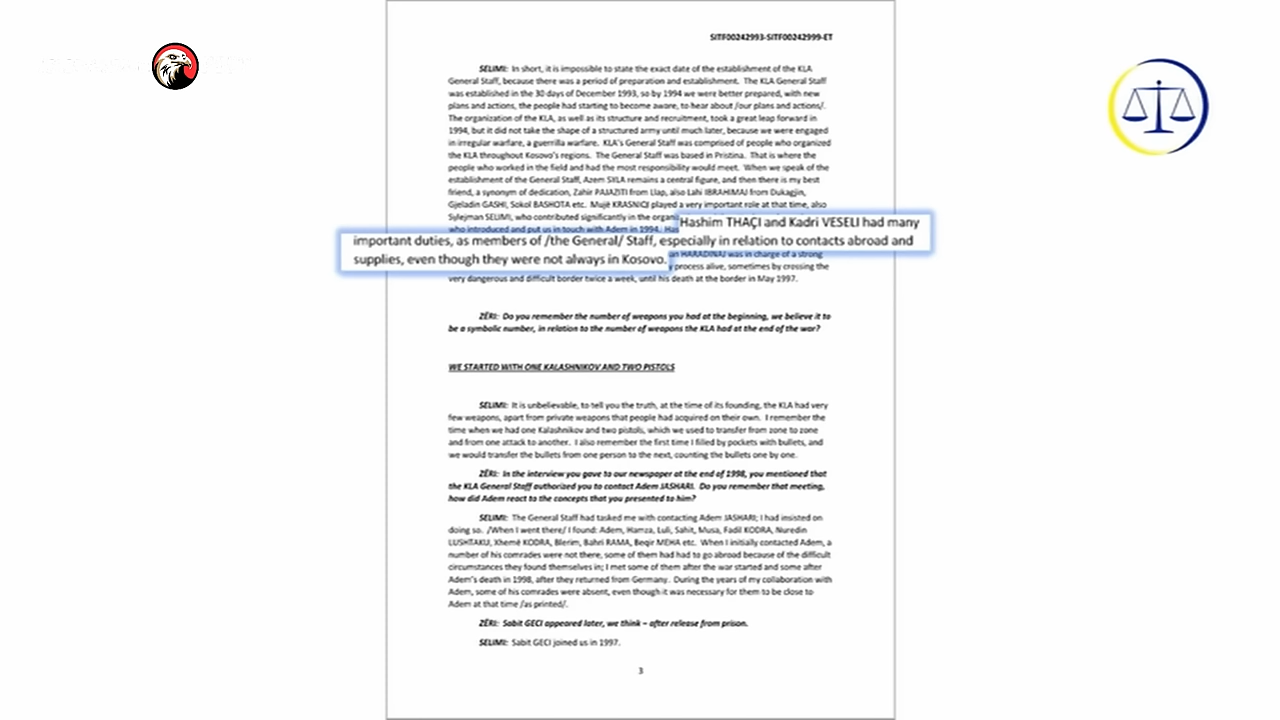 SITF00242993-SITF00242999-ET
SELIMI: In short, it is impossible to state the exact date of the establishment of the KLA
General Staff, because there was a period of preparation and establishment. The KLA General Staff
was established in the 30 days of December 1993, so by 1994 we were better prepared, with new
plans and actions, the people had starting to become aware, to hear about /our plans and actions/.
The organization of the KLA, as well as its structure and recruitment, took a great leap forward in
1994, but it did not take the shape of a structured army until much later, because we were engaged
in irregular warfare, a guerrilla warfare. KLA's General Staff was comprised of people who organized
the KLA throughout Kosovo's regions. The General Staff was based in Pristina. That is where the
people who worked in the field and had the most responsibility would meet. When we speak of the
establishment of the General Staff, Azem SYLA remains a central figure, and then there is my best
friend, a synonym of dedication, Zahir PAJAZITI from Llap, also Lahi IBRAHIMAJ from Dukagjin,
Gjeladin GASHI, Sokol BASHOTA etc. Mujë KRASNIQI played a very important role at that time, also
Sylejman SELIMI, who contributed significantly in the organi
who introduced and put us in touch with Adem in 1994. Has
Hashim THAÇI and Kadri VESELI had many
important duties, as members of /the General/ Staff, especially in relation to contacts abroad and
supplies, even though they were not always in Kosovo.
an HARADINAJ was in charge of a strong
y process alive, sometimes by crossing the
very dangerous and difficult border twice a week, until his death at the border in May 1997.
ZËRI: Do you remember the number of weapons you had at the beginning, we believe it to
be a symbolic number, in relation to the number of weapons the KLA had at the end of the war?
WE STARTED WITH ONE KALASHNIKOV AND TWO PISTOLS
SELIMI: It is unbelievable, to tell you the truth, at the time of its founding, the KLA had very
few weapons, apart from private weapons that people had acquired on their own. I remember the
time when we had one Kalashnikov and two pistols, which we used to transfer from zone to zone
and from one attack to another. I also remember the first time I filled by pockets with bullets, and
we would transfer the bullets from one person to the next, counting the bullets one by one.
ZËRI: In the interview you gave to our newspaper at the end of 1998, you mentioned that
the KLA General Staff authorized you to contact Adem JASHARI. Do you remember that meeting,
how did Adem react to the concepts that you presented to him?
SELIMI: The General Staff had tasked me with contacting Adem JASHARI; I had insisted on
doing so. /When I went there/ I found: Adem, Hamza, Luli, Sahit, Musa, Fadil KODRA, Nuredin
LUSHTAKU, Xhemë KODRA, Blerim, Bahri RAMA, Beqir MEHA etc. When I initially contacted Adem, a
number of his comrades were not there, some of them had had to go abroad because of the difficult
circumstances they found themselves in; I met some of them after the war started and some after
Adem's death in 1998, after they returned from Germany. During the years of my collaboration with
Adem, some of his comrades were absent, even though it was necessary for them to be close to
Adem at that time /as printed/.
ZËRI: Sabit GECI appeared later, we think – after release from prison.
SELIMI: Sabit GECI joined us in 1997.
3